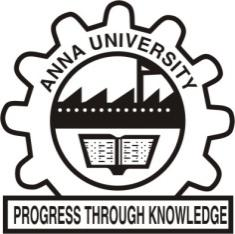 ANNA UNIVERSITY
PROGRESS THROUGH KNOWLEDGE